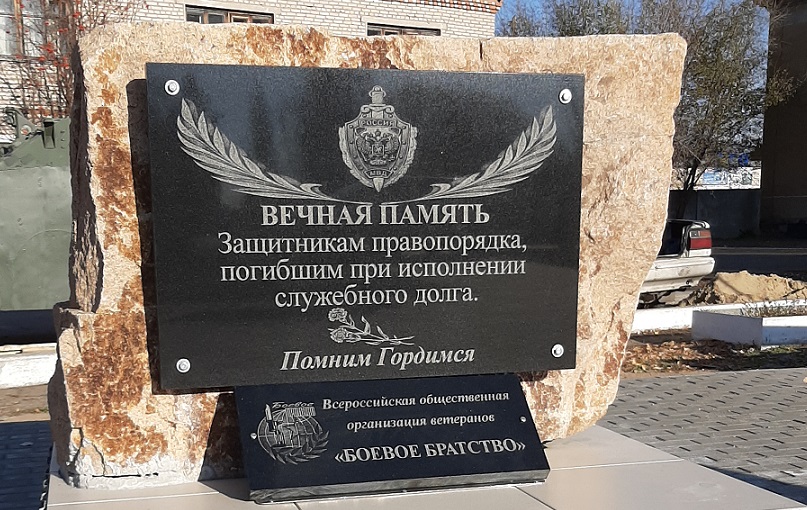 РОССИЯ
МВД
ВЕЧНАЯ ПАМЯТЬ
Защитникам правопорядка,
погибшим при исполнении
служебного долга.
Помним Гордимся
Боевое
Всероссийская общественная
организация ветеранов
«БОЕВОЕ БРАТСТВО»